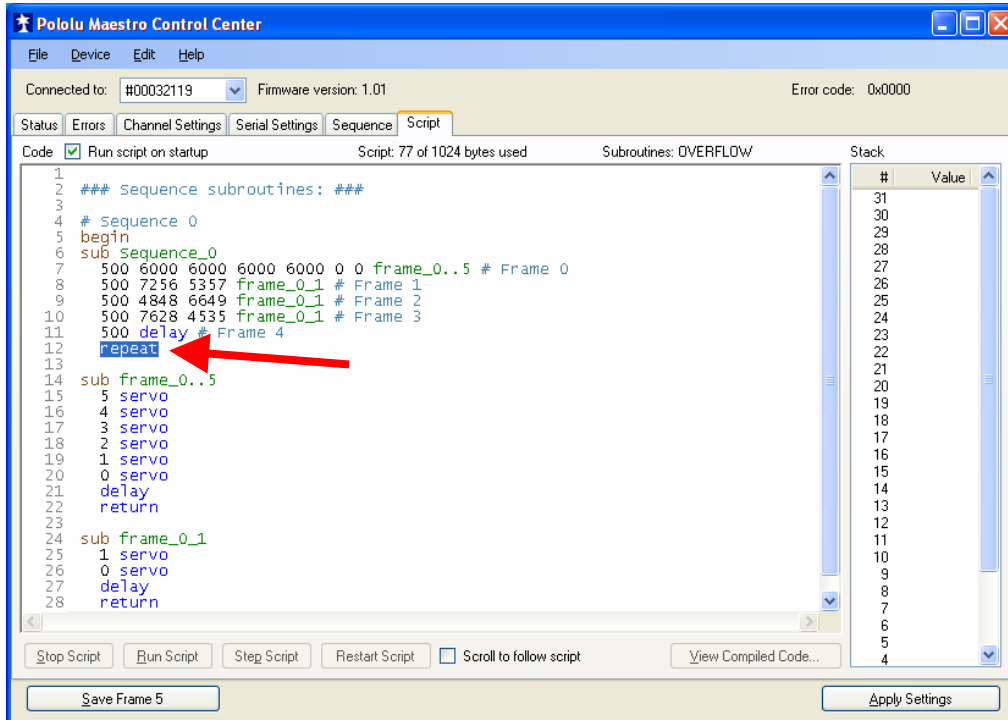 Pololu Maestro Control Center
File Device Edit Help
Connected to: #00032119 Firmware version: 1.01 Error code: 0x0000
Status Errors Channel Settings Serial Settings Sequence Script
Code Run script on startup Script: 77 of 1024 bytes used Subroutines: OVERFLOW Stack
# Value
1
2 ### Sequence subroutines: ###
3
4 # Sequence 0
5 begin
6 sub Sequence_0
7 500 6000 6000 6000 6000 0 0 frame_0..5 # Frame 0
8 500 7256 5357 frame_0_1 # Frame 1
9 500 4848 6649 frame_0_1 # Frame 2
10 500 7628 4535 frame_0_1 # Frame 3
11 500 delay # Frame 4
12 repeat
13
14 sub frame_0..5
15 5 servo
16 4 servo
17 3 servo
18 2 servo
19 1 servo
20 0 servo
21 delay
22 return
23
24 sub frame_0_1
25 1 servo
26 0 servo
27 delay
28 return
31
30
29
28
27
26
25
24
23
22
21
20
19
18
17
16
15
14
13
12
11
10
9
8
7
6
5
4
Stop Script Run Script Step Script Restart Script Scroll to follow script View Compiled Code...
Save Frame 5 Apply Settings